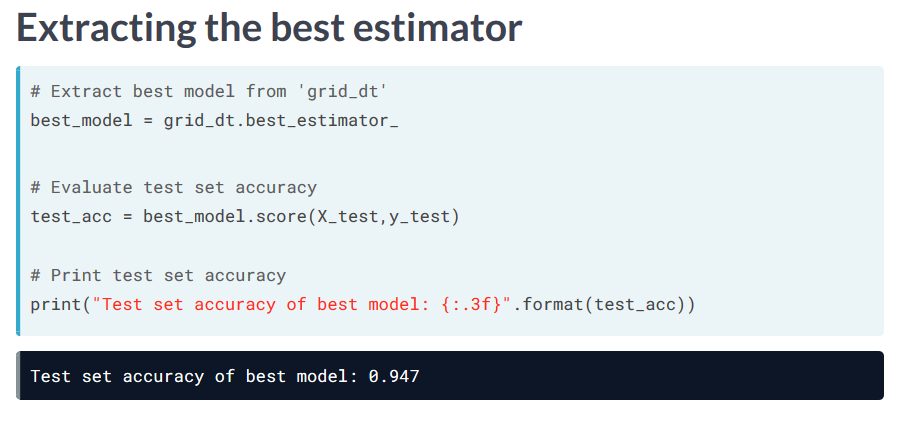 Extracting the best estimator
# Extract best model from 'grid_dt'
best_model = grid_dt.best_estimator_
# Evaluate test set accuracy
test_acc = best_model.score(X_test,y_test)
# Print test set accuracy
print("Test set accuracy of best model: {:.3f}".format(test_acc))
Test set accuracy of best model: 0.947